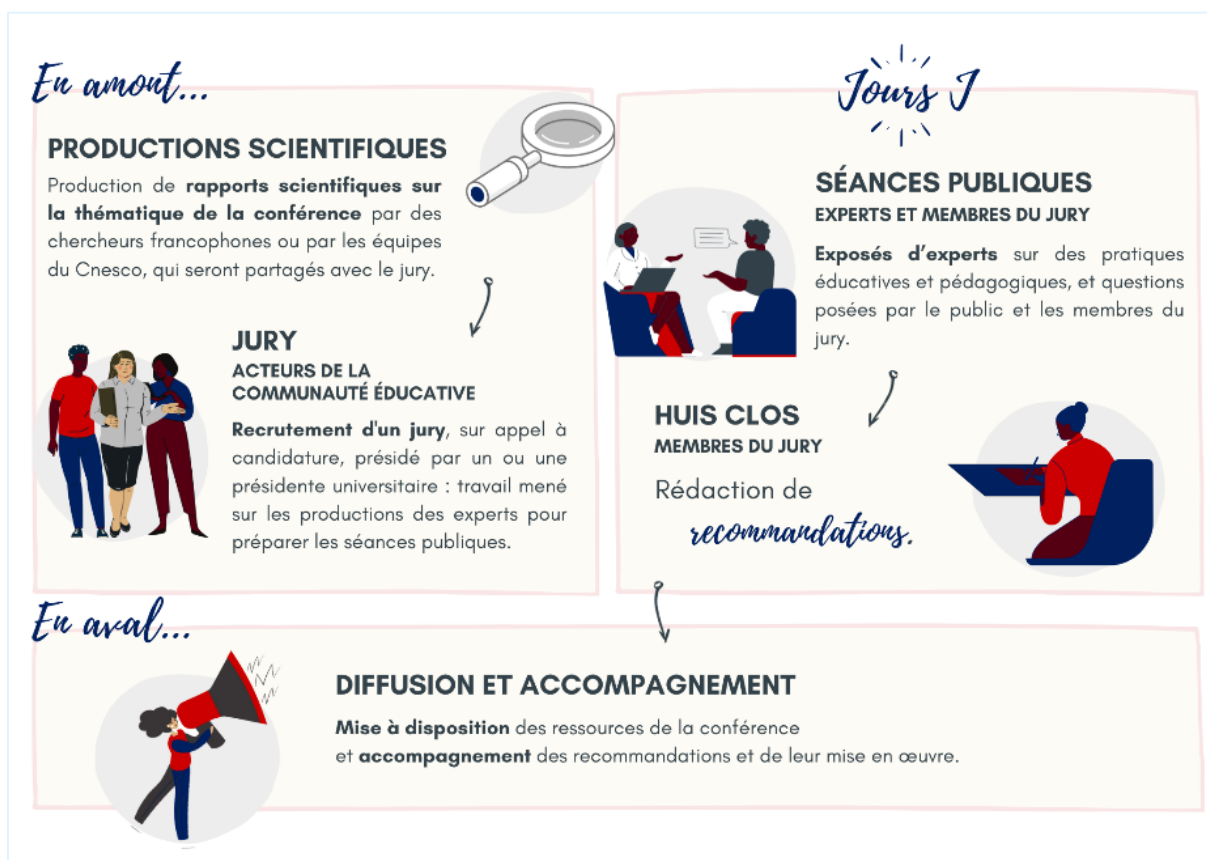 En amont...
PRODUCTIONS SCIENTIFIQUES
Production de rapports scientifiques sur
la thématique de la conférence par des
chercheurs francophones ou par les équipes
du Cnesco, qui seront partagés avec le jury.
JURY
ACTEURS DE LA
COMMUNAUTÉ ÉDUCATIVE
Recrutement d'un jury, sur appel à
candidature, présidé par un ou une
présidente universitaire : travail mené
sur les productions des experts pour
préparer les séances publiques.
Jours J
SÉANCES PUBLIQUES
EXPERTS ET MEMBRES DU JURY
Exposés d’experts sur des pratiques
éducatives et pédagogiques, et questions
posées par le public et les membres du
jury.
HUIS CLOS
MEMBRES DU JURY
Rédaction de
recommandations.
En aval...
DIFFUSION ET ACCOMPAGNEMENT
Mise à disposition des ressources de la conférence
et accompagnement des recommandations et de leur mise en œuvre.